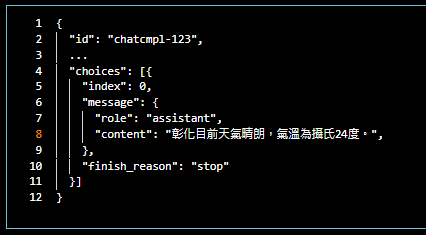 1 {
2   "id": "chatcmpl-123",
3   ...
4   "choices": [{
5     "index": 0,
6     "message": {
7       "role": "assistant",
8       "content": "彰化目前天氣晴朗，氣溫為攝氏24度。",
9     },
10     "finish_reason": "stop"
11   }]
12 }